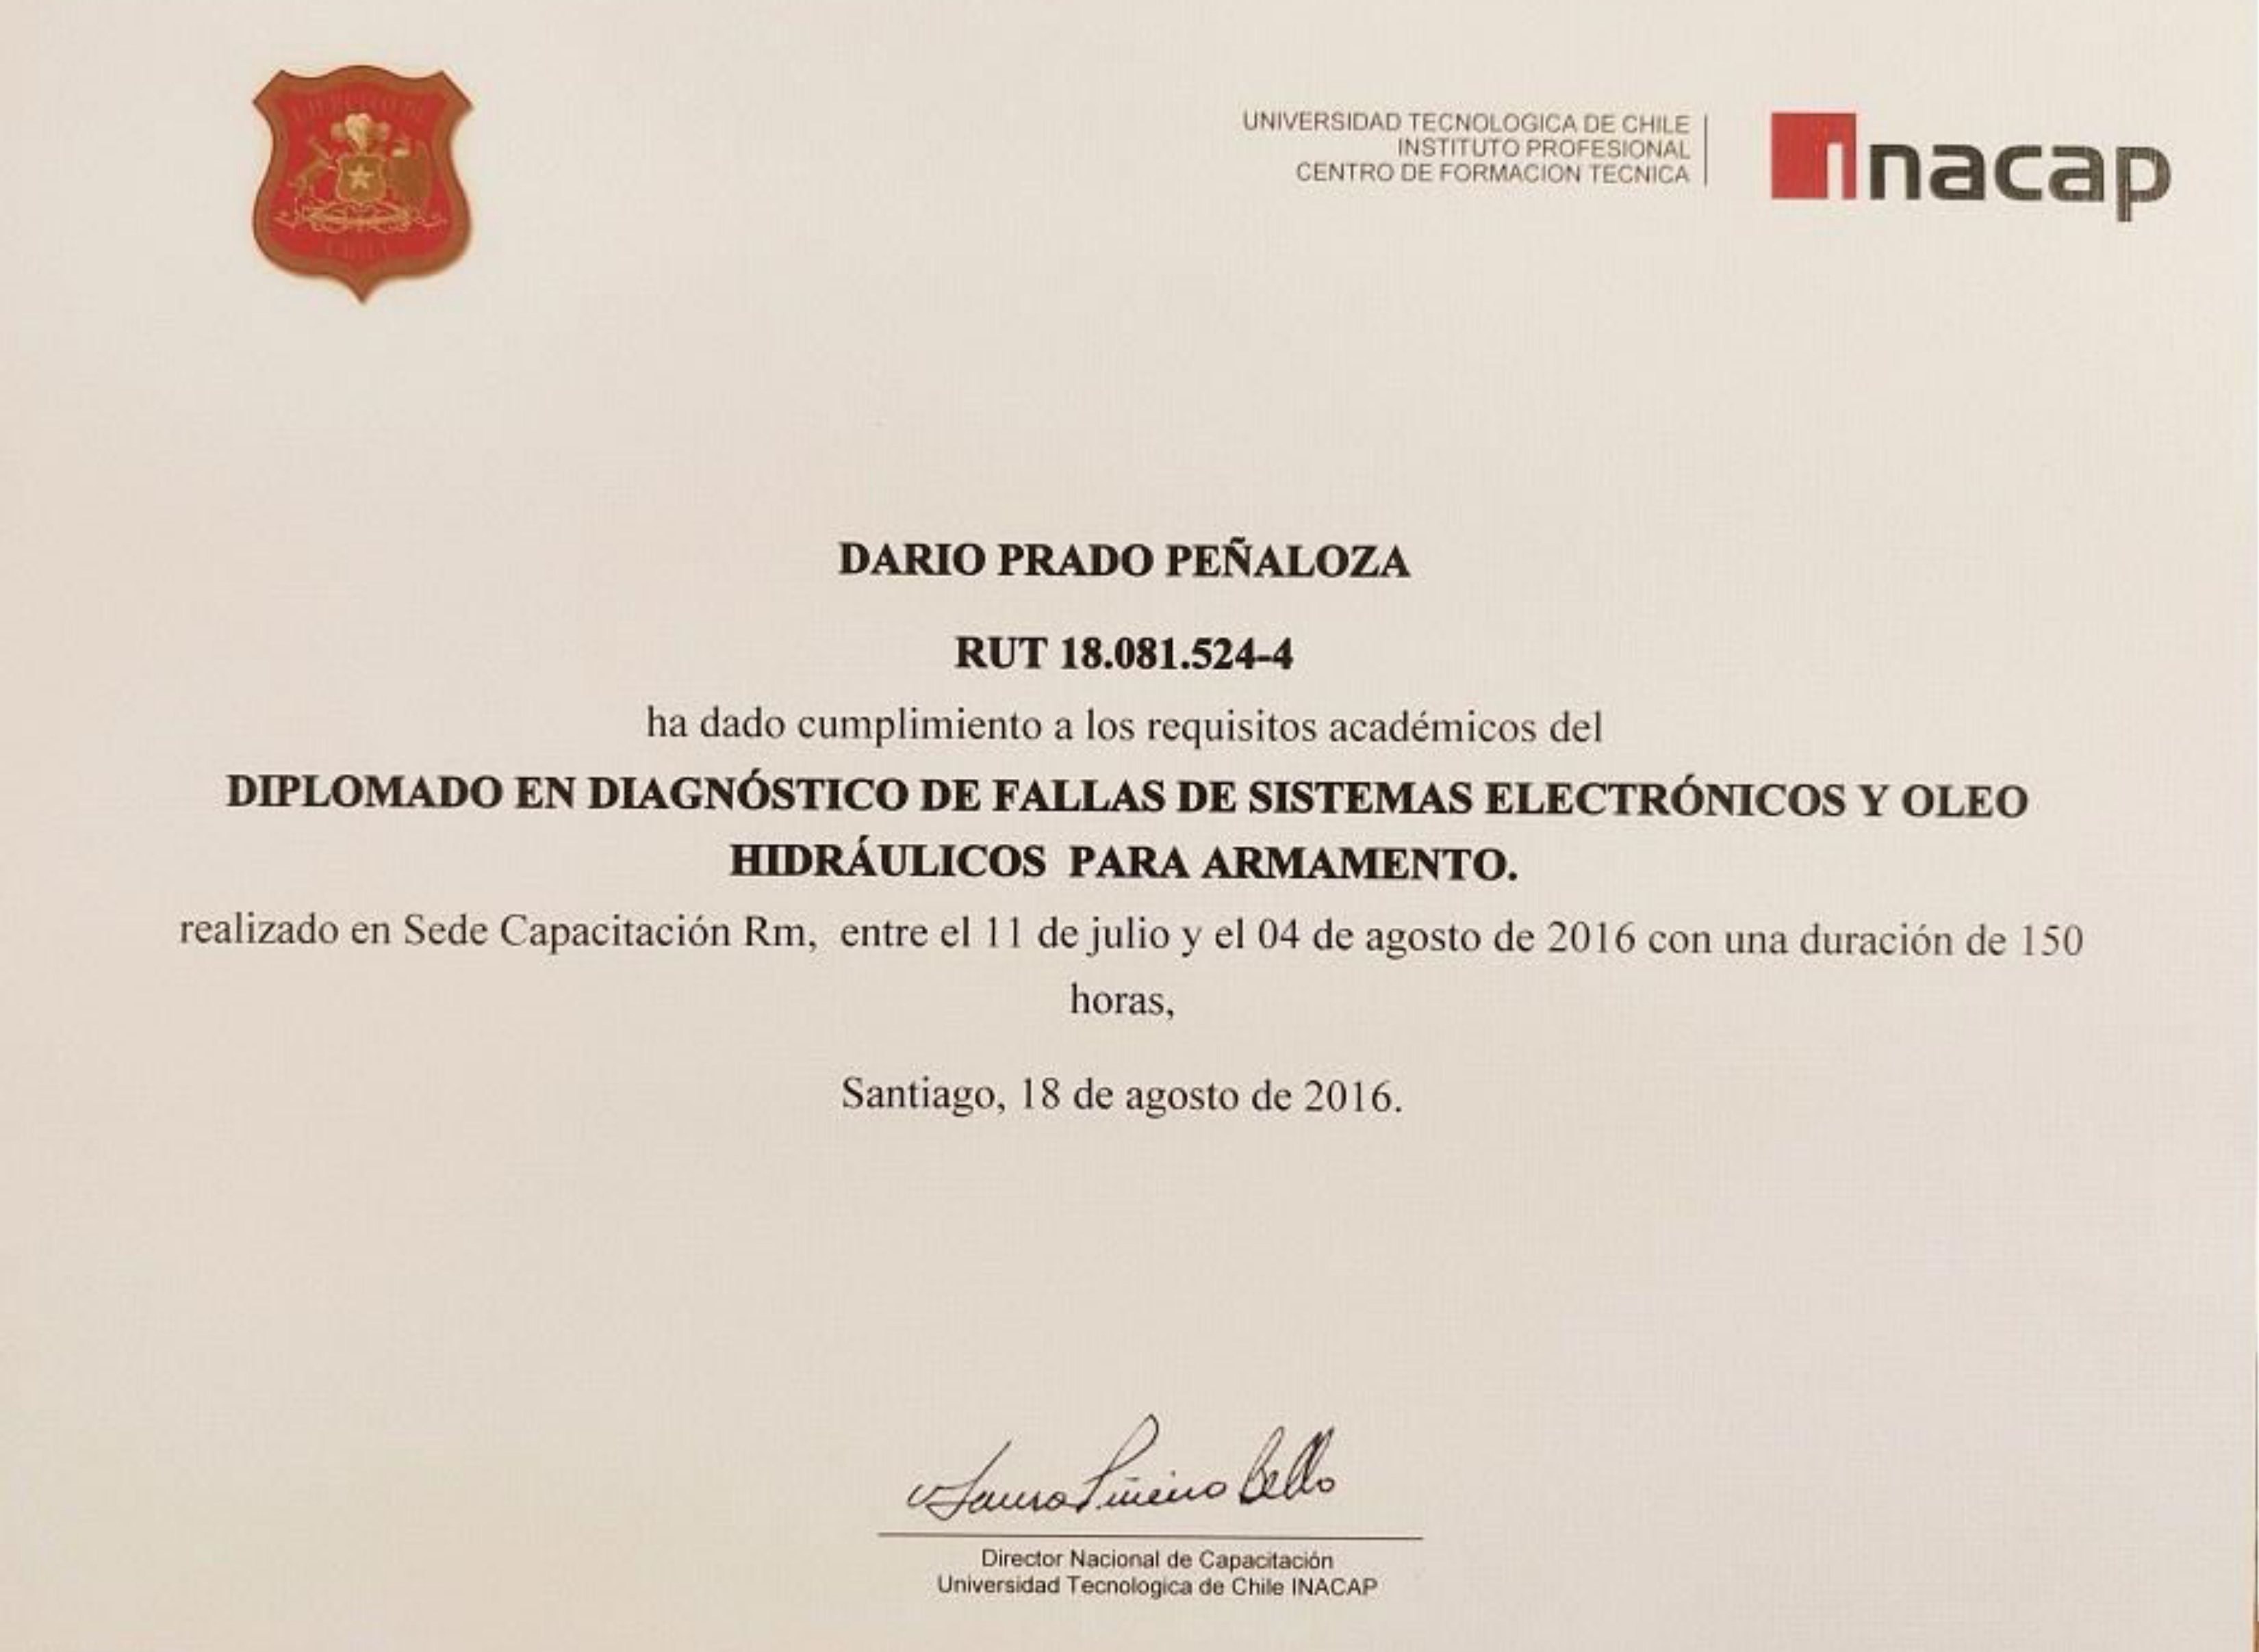 EJERCITO DE
CHILE
UNIVERSIDAD TECNOLOGICA DE CHILE
INSTITUTO PROFESIONAL
CENTRO DE FORMACION TECNICA
inacap
DARIO PRADO PEÑALOZA
RUT 18.081.524-4
ha dado cumplimiento a los requisitos académicos del
DIPLOMADO EN DIAGNÓSTICO DE FALLAS DE SISTEMAS ELECTRÓNICOS Y OLEO
HIDRÁULICOS PARA ARMAMENTO.
realizado en Sede Capacitación Rm, entre el 11 de julio y el 04 de agosto de 2016 con una duración de 150
horas,
Santiago, 18 de agosto de 2016.
Director Nacional de Capacitación
Universidad Tecnologica de Chile INACAP